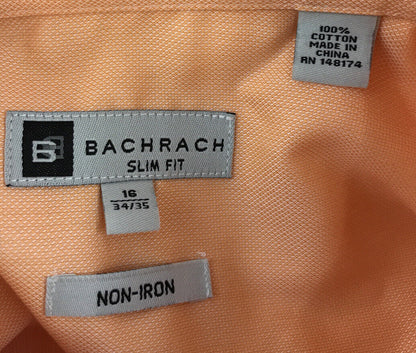 100%
COTTON
MADE IN
CHINA
RN 148174
B
BACHRACH
SLIM FIT
16
34/35
NON-IRON